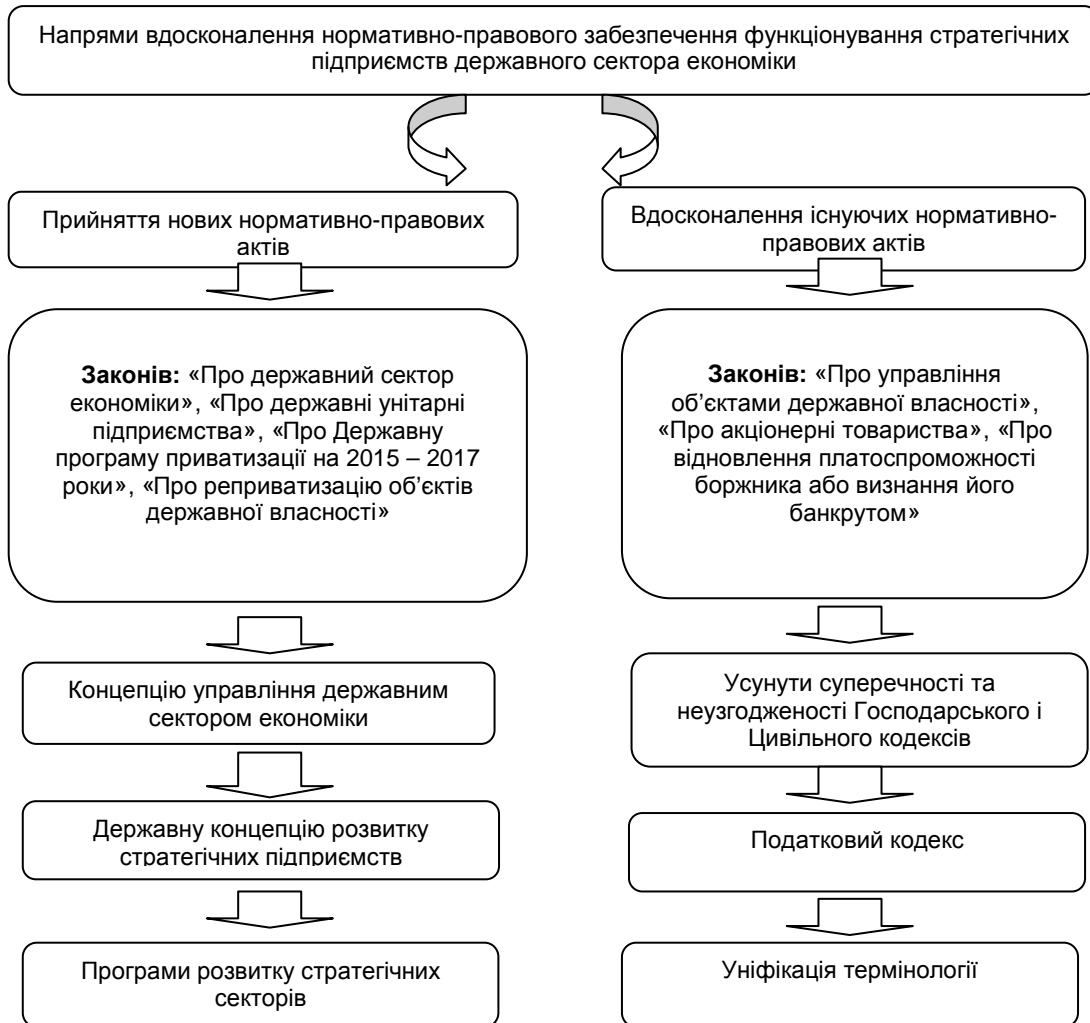 Напрями вдосконалення нормативно-правового забезпечення функціонування стратегічних
підприємств державного сектора економіки
Прийняття нових нормативно-правових
актів
Законів: «Про державний сектор
економіки», «Про державні унітарні
підприємства», «Про Державну
програму приватизації на 2015 – 2017
роки», «Про реприватизацію об’єктів
державної власності»
Концепцію управління державним
сектором економіки
Державну концепцію розвитку
стратегічних підприємств
Програми розвитку стратегічних
секторів
Вдосконалення існуючих нормативно-
правових актів
Законів: «Про управління
об’єктами державної власності»,
«Про акціонерні товариства», «Про
відновлення платоспроможності
боржника або визнання його
банкрутом»
Усунути суперечності та
неузгодженості Господарського і
Цивільного кодексів
Податковий кодекс
Уніфікація термінології